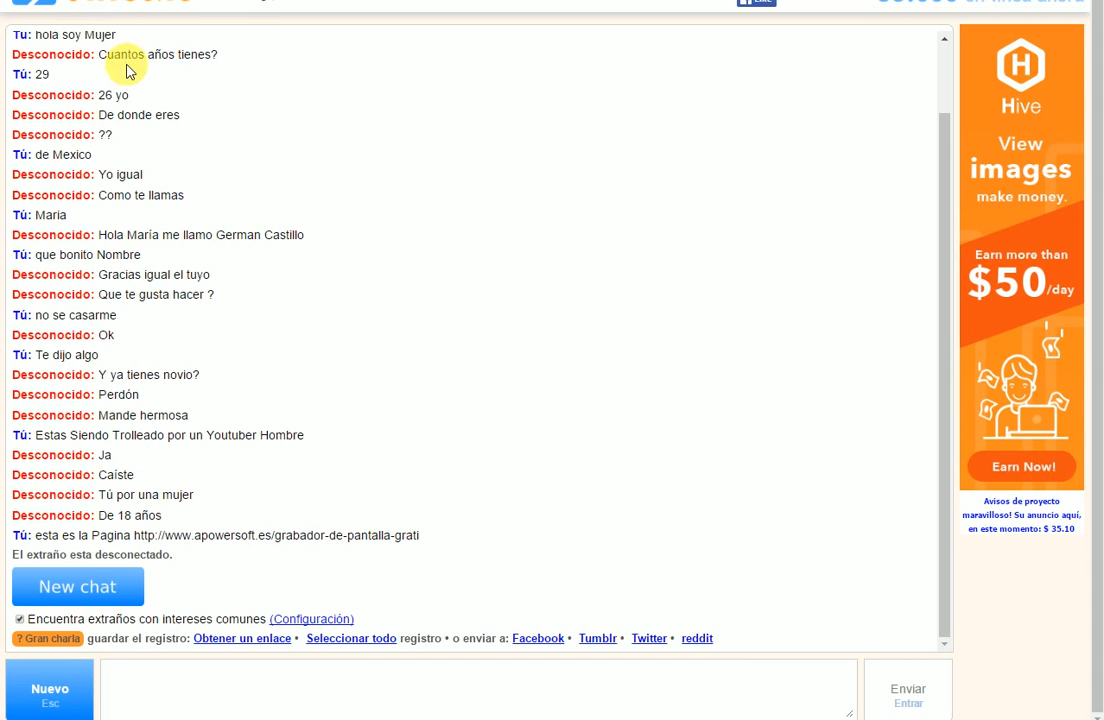 LIKE
Tú: hola soy Mujer
Desconocido: Cuantos años tienes?
Tú: 29
Desconocido: 26 yo
Desconocido: De donde eres
Desconocido: ??
Tú: de Mexico
Desconocido: Yo igual
Desconocido: Como te llamas
Tú: Maria
Desconocido: Hola María me llamo German Castillo
Tú: que bonito Nombre
Desconocido: Gracias igual el tuyo
Desconocido: Que te gusta hacer ?
Tú: no se casarme
Desconocido: Ok
Tú: Te dijo algo
Desconocido: Y ya tienes novio?
Desconocido: Perdón
Desconocido: Mande hermosa
Tú: Estas Siendo Trolleado por un Youtuber Hombre
Desconocido: Ja
Desconocido: Caíste
Desconocido: Tú por una mujer
Desconocido: De 18 años
Tú: esta es la Pagina http://www.apowersoft.es/grabador-de-pantalla-grati
El extraño esta desconectado.
New chat
Encuentra extraños con intereses comunes (Configuración)
? Gran charla guardar el registro: Obtener un enlace • Seleccionar todo registro • o enviar a: Facebook • Tumblr • Twitter • reddit
Nuevo
Esc
Enviar
Entrar
H
Hive
View
images
make money.
Earn more than
$50/day
Earn Now!
Avisos de proyecto
maravilloso! Su anuncio aquí,
en este momento: $ 35.10